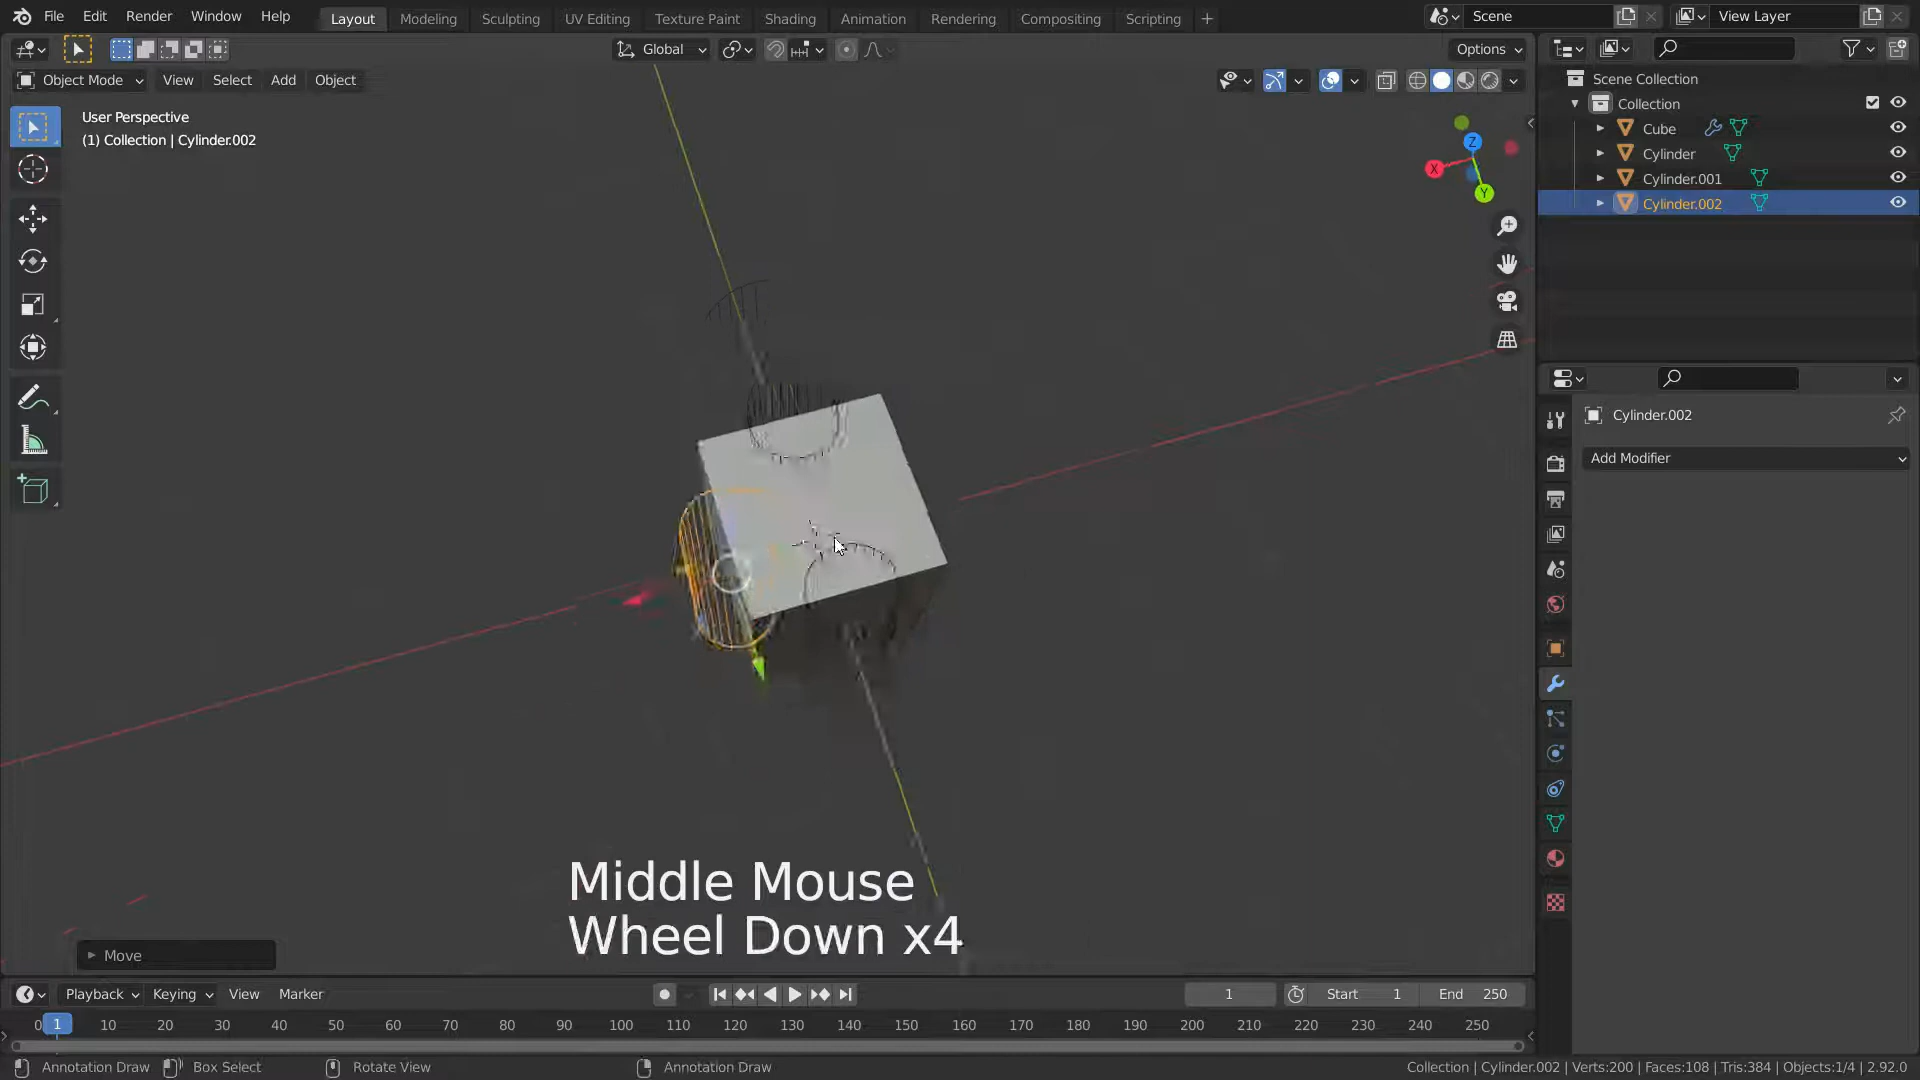 File Edit Render Window Help
Layout Modeling Sculpting UV Editing Texture Paint Shading Animation Rendering Compositing Scripting +
Scene
View Layer
Global
Options
Object Mode View Select Add Object
User Perspective
(1) Collection | Cylinder.002
Z
X
Y
Scene Collection
Collection
Cube
Cylinder
Cylinder.001
Cylinder.002
Cylinder.002
Add Modifier
Middle Mouse
Wheel Down x4
Move
Playback Keying View Marker
1
Start 1
End 250
0 1 10 20 30 40 50 60 70 80 90 100 110 120 130 140 150 160 170 180 190 200 210 220 230 240 250
Annotation Draw Box Select Rotate View Annotation Draw
Collection | Cylinder.002 | Verts:200 | Faces:108 | Tris:384 | Objects:1/4 | 2.92.0